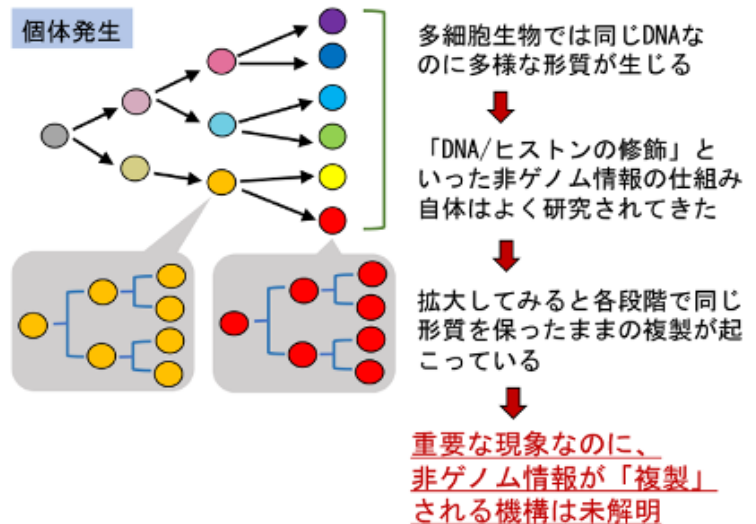 個体発生
多細胞生物では同じDNAな
のに多様な形質が生じる
「DNA/ヒストンの修飾」と
いった非ゲノム情報の仕組み
自体はよく研究されてきた
拡大してみると各段階で同じ
形質を保ったままの複製が起
こっている
重要な現象なのに、
非ゲノム情報が「複製」
される機構は未解明